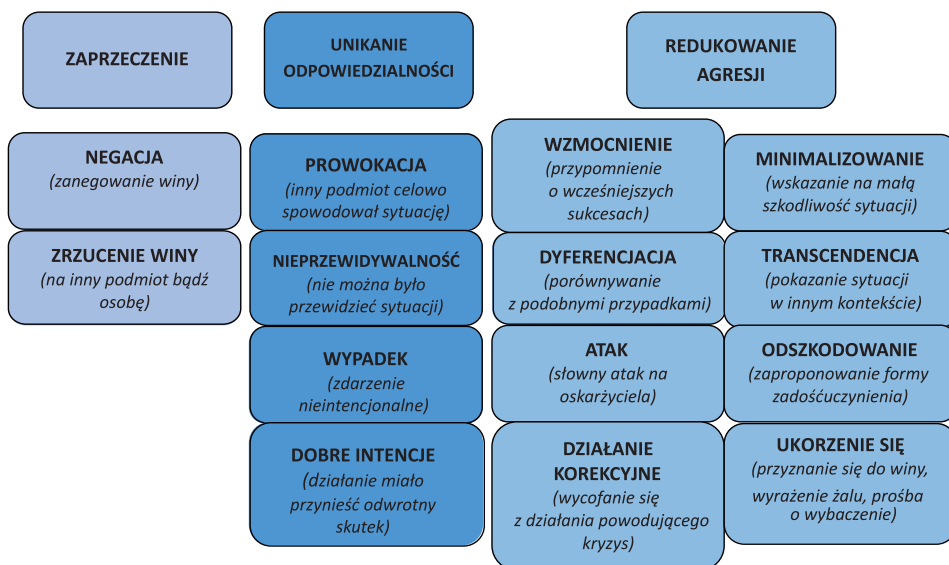 ZAPRZECZENIE
UNIKANIE
ODPOWIEDZIALNOŚCI
REDUKOWANIE
AGRESJI
NEGACJA
(zanegowanie winy)
ZRZUCENIE WINY
(na inny podmiot bądź
osobę)
PROWOKACJA
(inny podmiot celowo
spowodował sytuację)
NIEPRZEWIDYWALNOŚĆ
(nie można było
przewidzieć sytuacji)
WYPADEK
(zdarzenie
nieintencjonalne)
DOBRE INTENCJE
(działanie miało
przynieść odwrotny
skutek)
WZMOCNIENIE
(przypomnienie
o wcześniejszych
sukcesach)
DYFERENCJACJA
(porównywanie
z podobnymi przypadkami)
ATAK
(słowny atak na
oskarżyciela)
DZIAŁANIE
KOREKCYJNE
(wycofanie się
z działania powodującego
kryzys)
MINIMALIZOWANIE
(wskazanie na małą
szkodliwość sytuacji)
TRANSCENDENCJA
(pokazanie sytuacji
w innym kontekście)
ODSZKODOWANIE
(zaproponowanie formy
zadośćuczynienia)
UKORZENIE SIĘ
(przyznanie się do winy,
wyrażenie żalu, prośba
o wybaczenie)